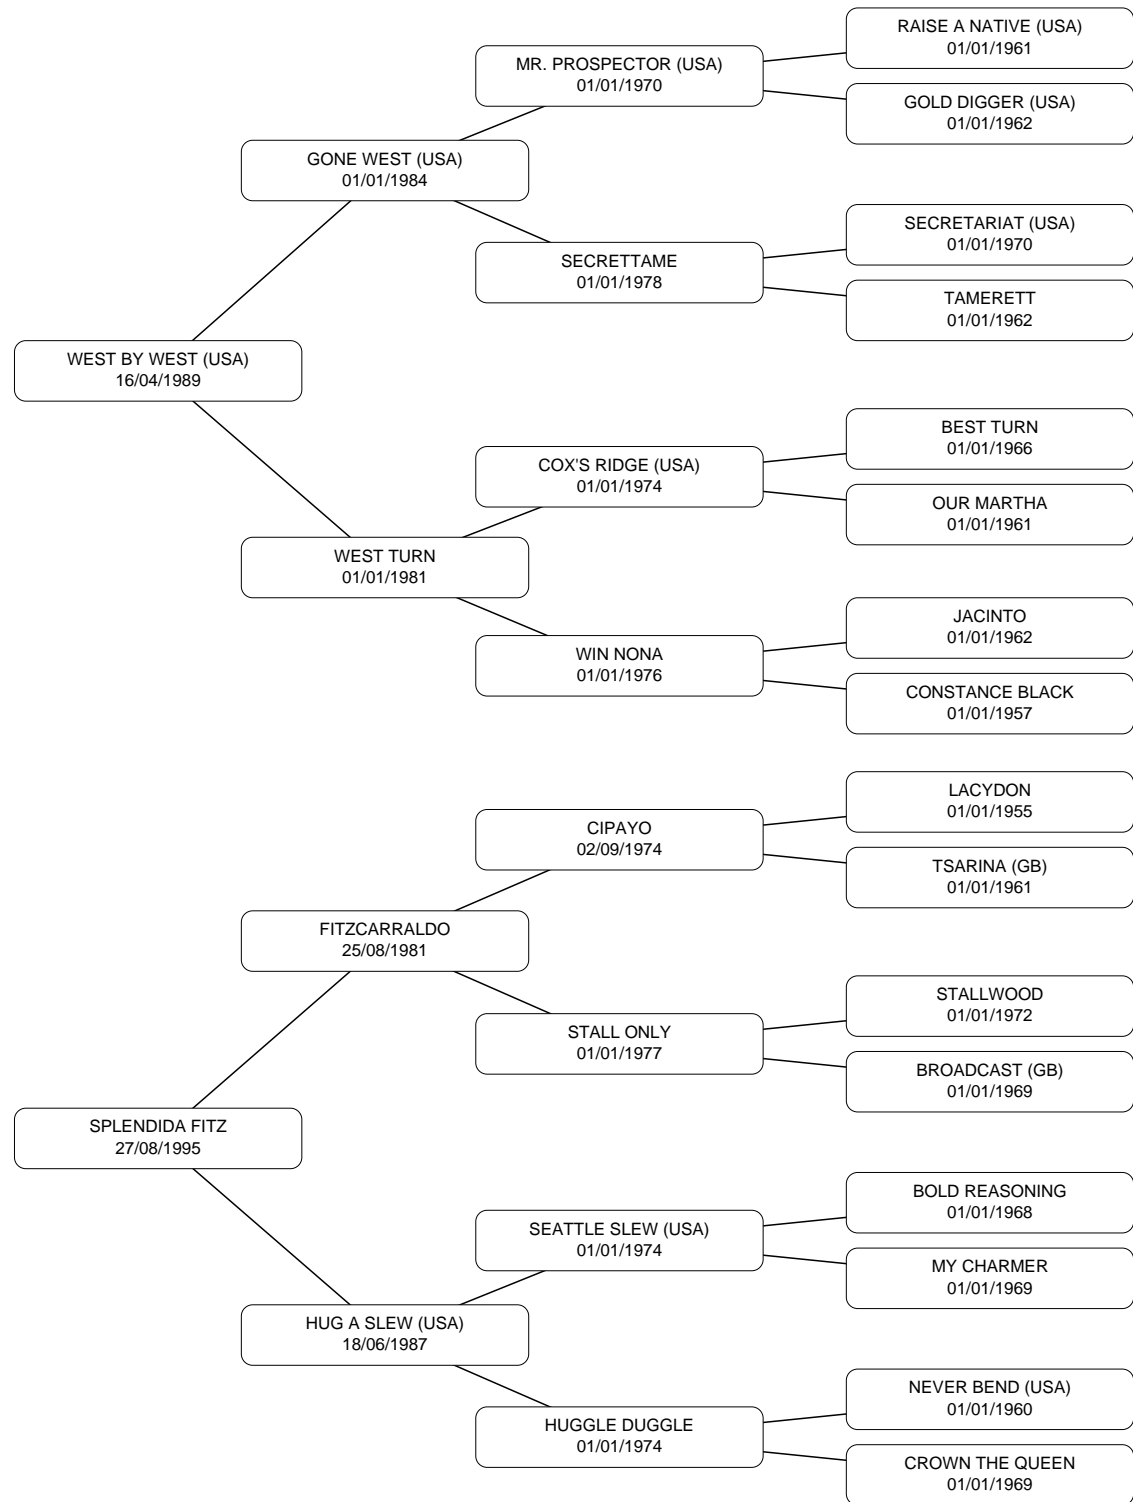 RAISE A NATIVE (USA)
01/01/1961
MR. PROSPECTOR (USA)
01/01/1970
GOLD DIGGER (USA)
01/01/1962
GONE WEST (USA)
01/01/1984
SECRETARIAT (USA)
01/01/1970
SECRETTAME
01/01/1978
TAMERETT
01/01/1962
WEST BY WEST (USA)
16/04/1989
BEST TURN
01/01/1966
COX'S RIDGE (USA)
01/01/1974
OUR MARTHA
01/01/1961
WEST TURN
01/01/1981
JACINTO
01/01/1962
WIN NONA
01/01/1976
CONSTANCE BLACK
01/01/1957
LACYDON
01/01/1955
CIPAYO
02/09/1974
TSARINA (GB)
01/01/1961
FITZCARRALDO
25/08/1981
STALLWOOD
01/01/1972
STALL ONLY
01/01/1977
BROADCAST (GB)
01/01/1969
SPLENDIDA FITZ
27/08/1995
BOLD REASONING
01/01/1968
SEATTLE SLEW (USA)
01/01/1974
MY CHARMER
01/01/1969
HUG A SLEW (USA)
18/06/1987
NEVER BEND (USA)
01/01/1960
HUGGLE DUGGLE
01/01/1974
CROWN THE QUEEN
01/01/1969